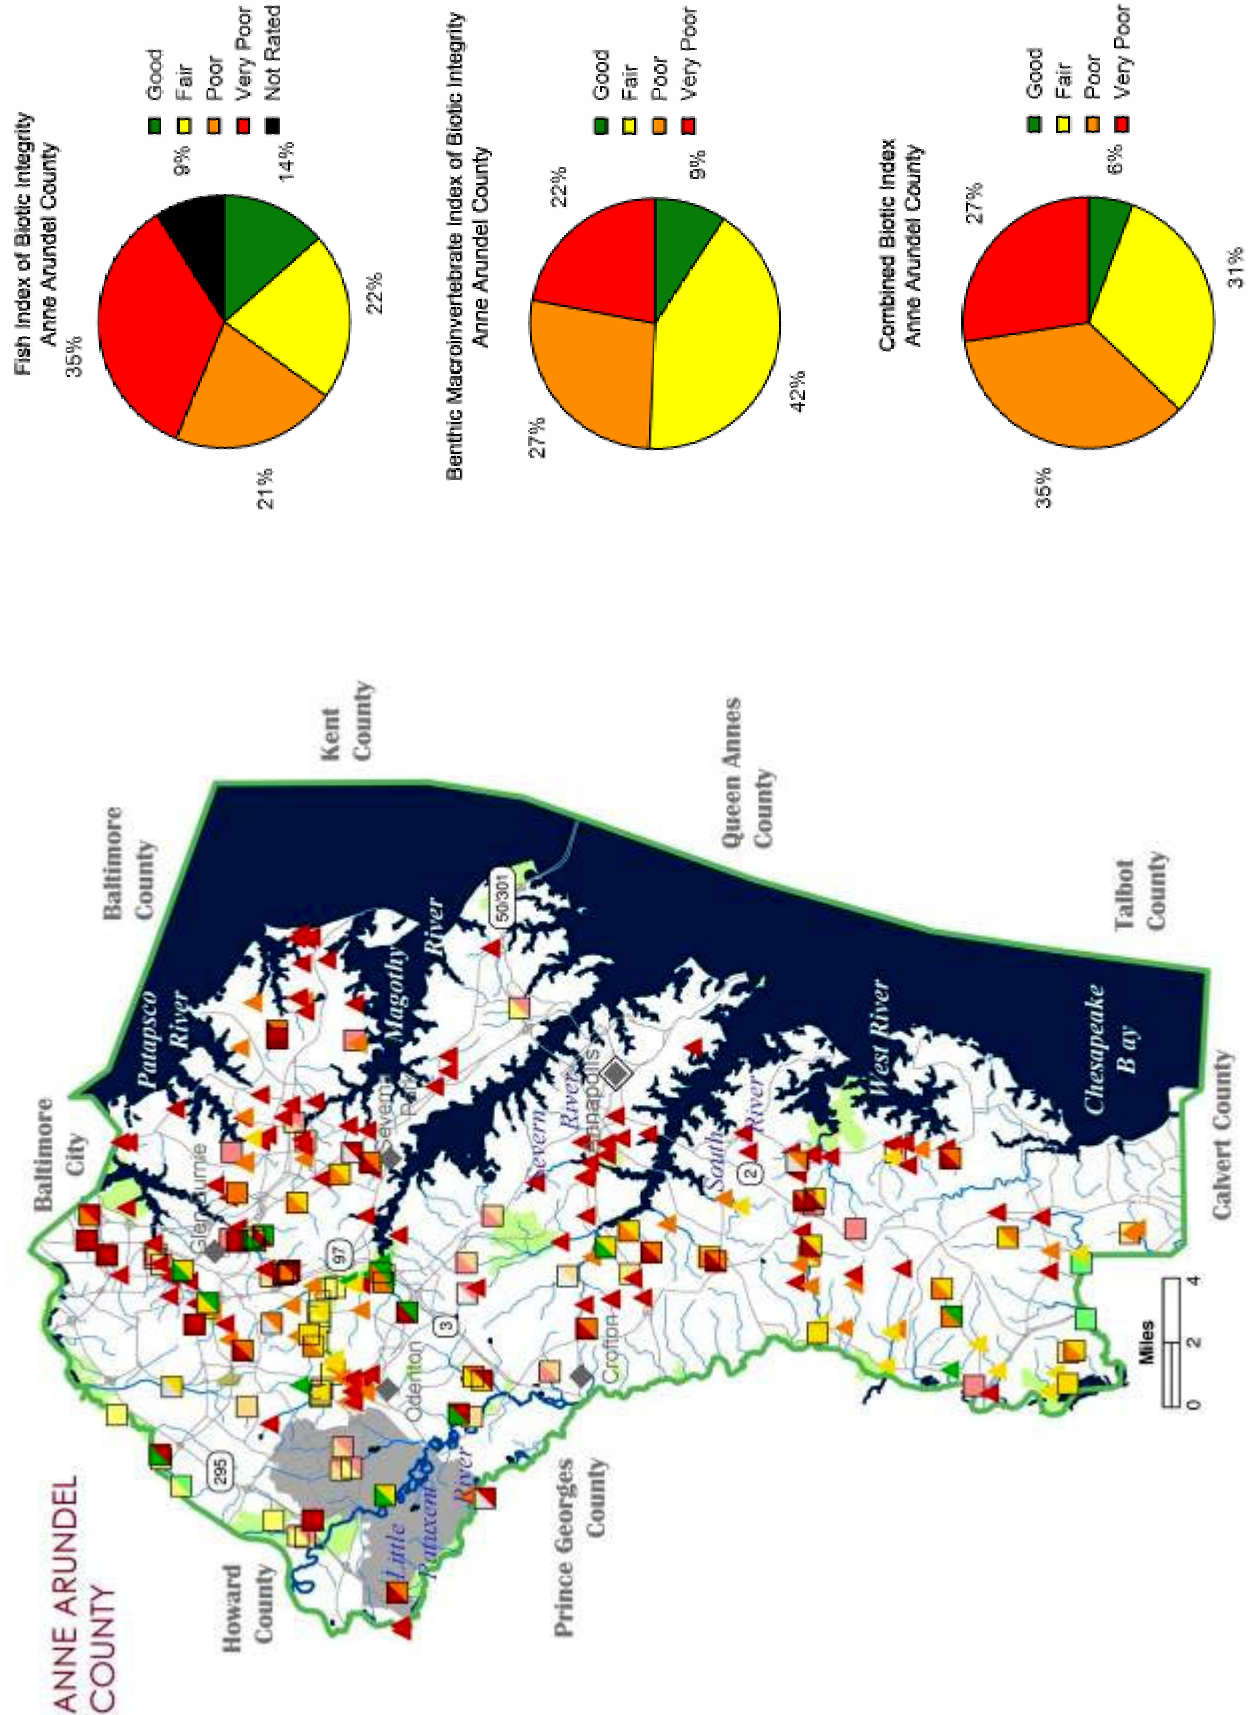 ANNE ARUNDEL
COUNTY
Baltimore
City
Baltimore
County
Kent
County
Queen Annes
County
Talbot
County
Calvert County
Prince Georges
County
Howard
County
Patapsco
River
Magothy
River
Severn
River
South
River
West River
Chesapeake
Bay
Little
Patuxent
River
Severna
Park
Odenton
Crofton
295
97
3
2
50/301
Miles
0 2 4
Fish Index of Biotic Integrity
Anne Arundel County
35%
9%
14%
22%
21%
Good
Fair
Poor
Very Poor
Not Rated
Benthic Macroinvertebrate Index of Biotic Integrity
Anne Arundel County
22%
9%
42%
27%
Good
Fair
Poor
Very Poor
Combined Biotic Index
Anne Arundel County
27%
6%
31%
35%
Good
Fair
Poor
Very Poor